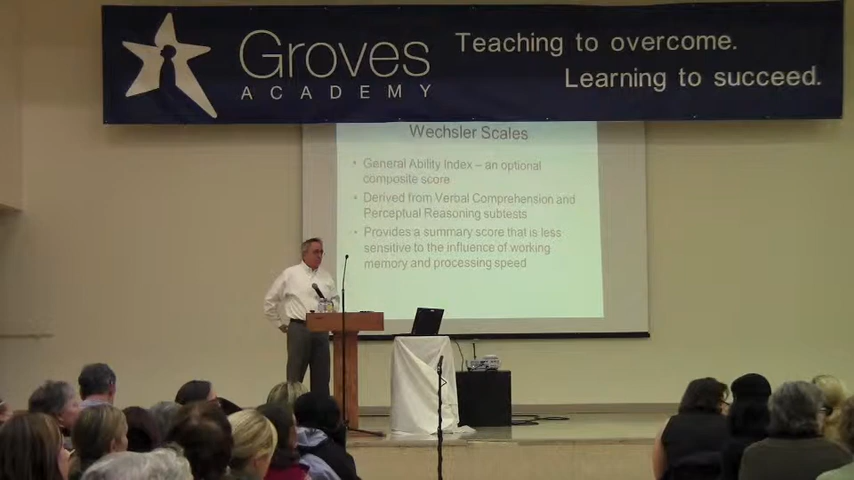 Groves
ACADEMY
Teaching to overcome.
Learning to succeed.
Wechsler Scales
• General Ability Index – an optional
composite score
• Derived from Verbal Comprehension and
Perceptual Reasoning subtests
• Provides a summary score that is less
sensitive to the influence of working
memory and processing speed